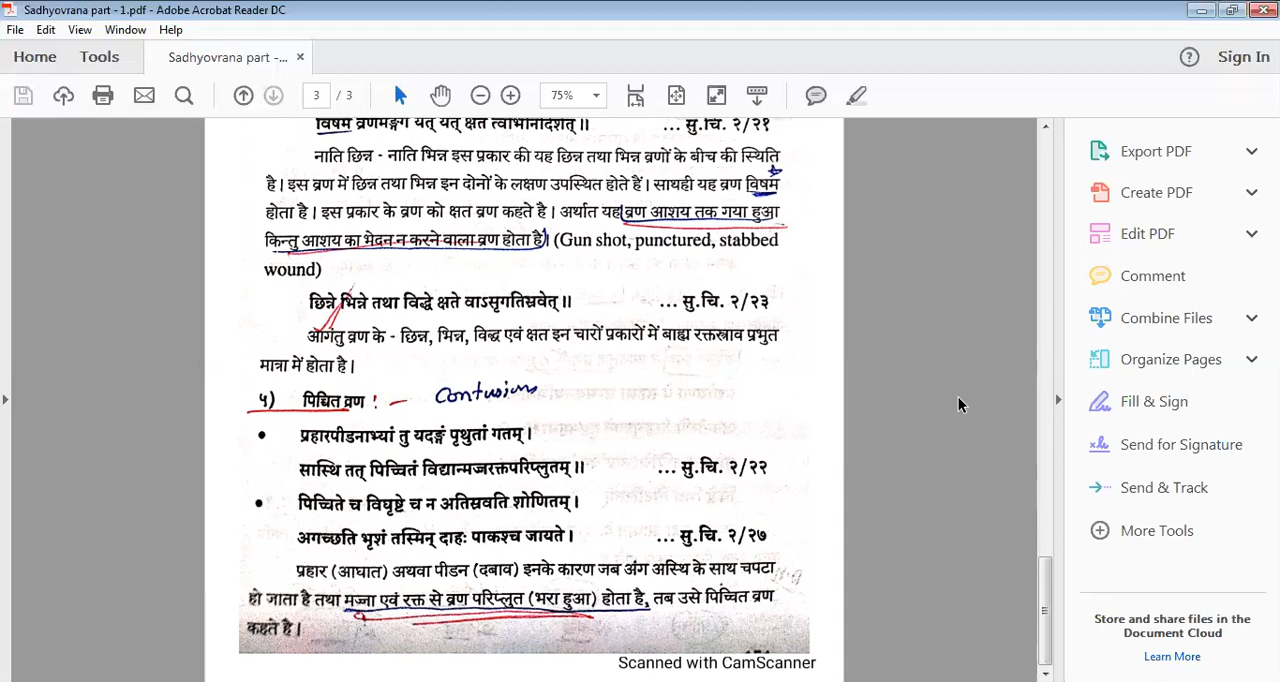 Sadhyovrana part - 1.pdf - Adobe Acrobat Reader DC
File Edit View Window Help
Home Tools Sadhyovrana part -... × Sign In
3 / 3 75%
विषम व्रणमङ्गे यत् यत् क्षतं त्वभिनिर्दिशेत्॥ ... सु.चि. २/२१
नाति छिन्न - नाति भिन्न इस प्रकार की यह छिन्न तथा भिन्न व्रणों के बीच की स्थिति
है। इस व्रण में छिन्न तथा भिन्न इन दोनों के लक्षण उपस्थित होते हैं। साथही यह व्रण विषम
होता है। इस प्रकार के व्रण को क्षत व्रण कहते है। अर्थात यह व्रण आशय तक गया हुआ
किन्तु आशय का भेदन न करने वाला व्रण होता है। (Gun shot, punctured, stabbed
wound)
छिन्ने भिन्ने तथा विद्धे क्षते वाऽसृगतिस्रवेत्॥ ... सु.चि. २/२३
आगंतु व्रण के - छिन्न, भिन्न, विद्ध एवं क्षत इन चारों प्रकारों में बाह्य रक्तस्त्राव प्रभुत
मात्रा में होता है।
५) पिच्चित व्रण ! - Contusions
• प्रहारपीडनाभ्यां तु यदङ्गं पृथुतां गतम्।
सास्थि तत् पिच्चितं विद्यान्मज्जरक्तपरिप्लुतम्॥ ... सु.चि. २/२२
• पिच्चिते च विघृष्टे च न अतिस्रवति शोणितम्।
अगच्छति भृशं तस्मिन् दाहः पाकश्च जायते। ... सु.चि. २/२७
प्रहार (आघात) अथवा पीडन (दबाव) इनके कारण जब अंग अस्थि के साथ चपटा
हो जाता है तथा मज्जा एवं रक्त से व्रण परिप्लुत (भरा हुआ) होता है, तब उसे पिच्चित व्रण
कहते है।
Scanned with CamScanner
Export PDF
Create PDF
Edit PDF
Comment
Combine Files
Organize Pages
Fill & Sign
Send for Signature
Send & Track
More Tools
Store and share files in the
Document Cloud
Learn More